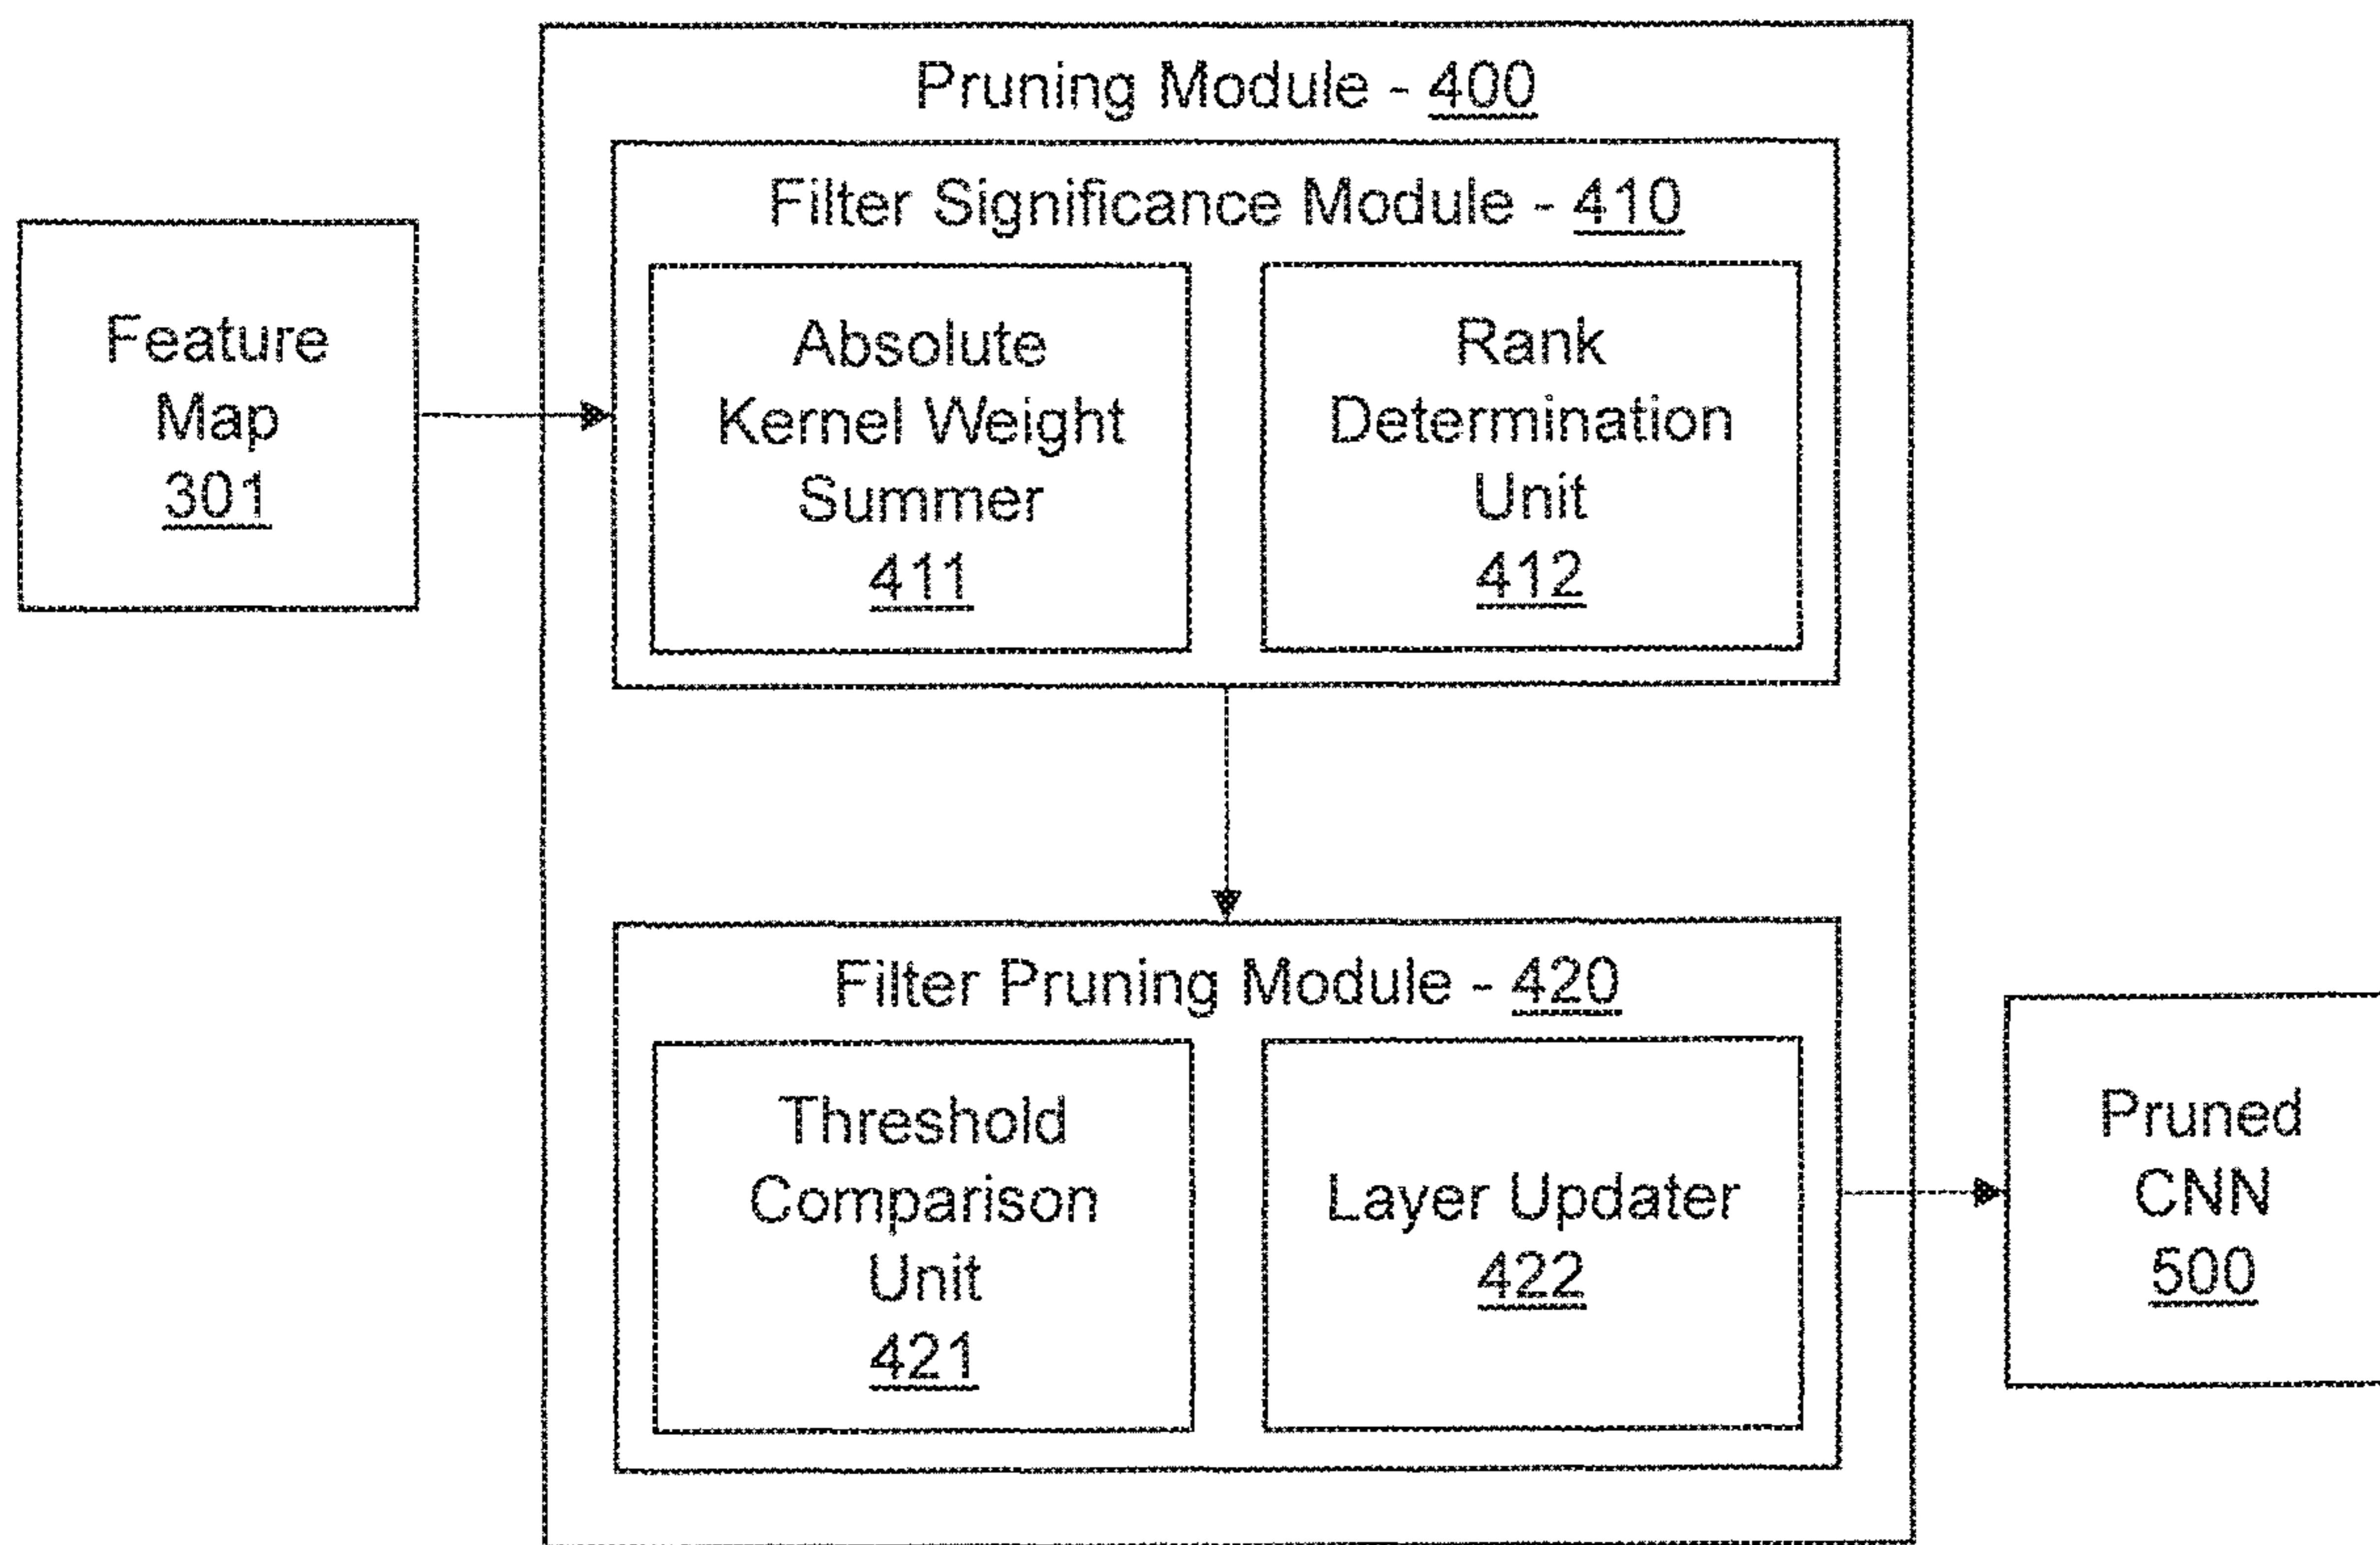 Pruning Module - 400
Filter Significance Module - 410
Feature
Map
301
Absolute
Kernel Weight
Summer
411
Rank
Determination
Unit
412
Filter Pruning Module - 420
Threshold
Comparison
Unit
421
Layer Updater
422
Pruned
CNN
500